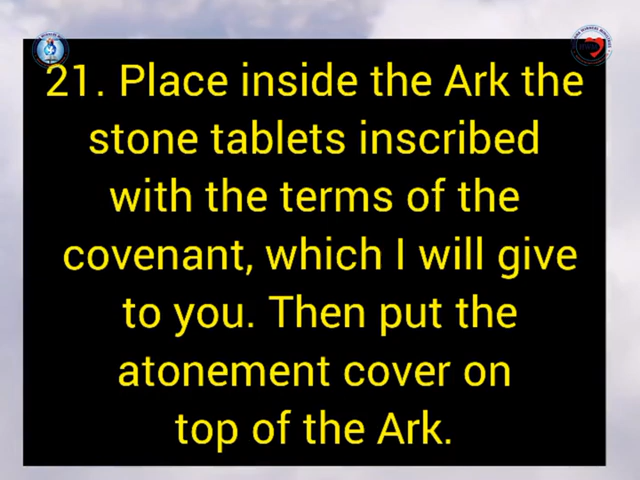 21. Place inside the Ark the
stone tablets inscribed
with the terms of the
covenant, which I will give
to you. Then put the
atonement cover on
top of the Ark.